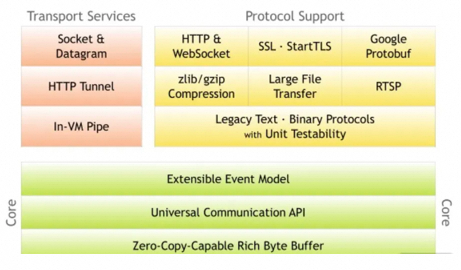 Transport Services
Protocol Support
Socket &
Datagram
HTTP &
WebSocket
SSL · StartTLS
Google
Protobuf
HTTP Tunnel
zlib/gzip
Compression
Large File
Transfer
RTSP
In-VM Pipe
Legacy Text · Binary Protocols
with Unit Testability
Core
Extensible Event Model
Universal Communication API
Zero-Copy-Capable Rich Byte Buffer
Core